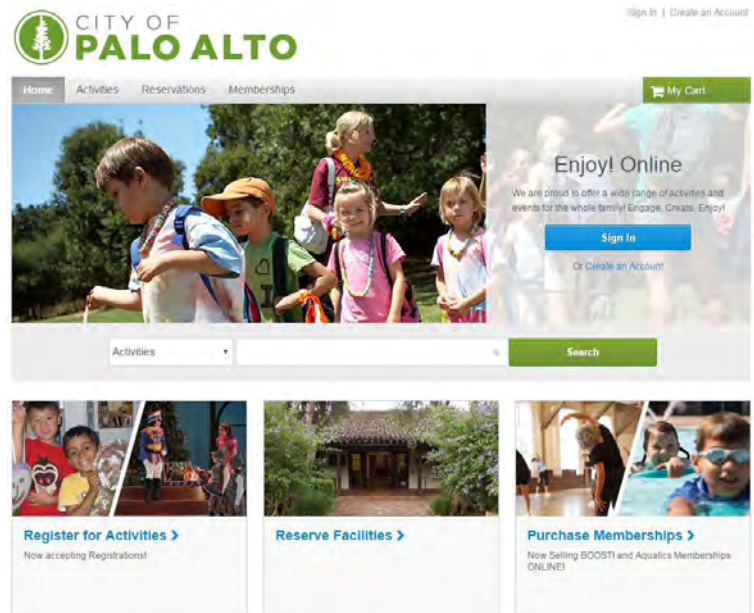 Sign In | Create an Account
CITY OF
PALO ALTO
Home Activities Reservations Memberships My Cart
Enjoy! Online
We are proud to offer a wide range of activities and
events for the whole family! Engage, Create, Enjoy!
Sign In
Or Create an Account
Activities Search
Register for Activities >
Now accepting Registrations!
Reserve Facilities >
Purchase Memberships >
Now Selling BOOST! and Aquatics Memberships
ONLINE!